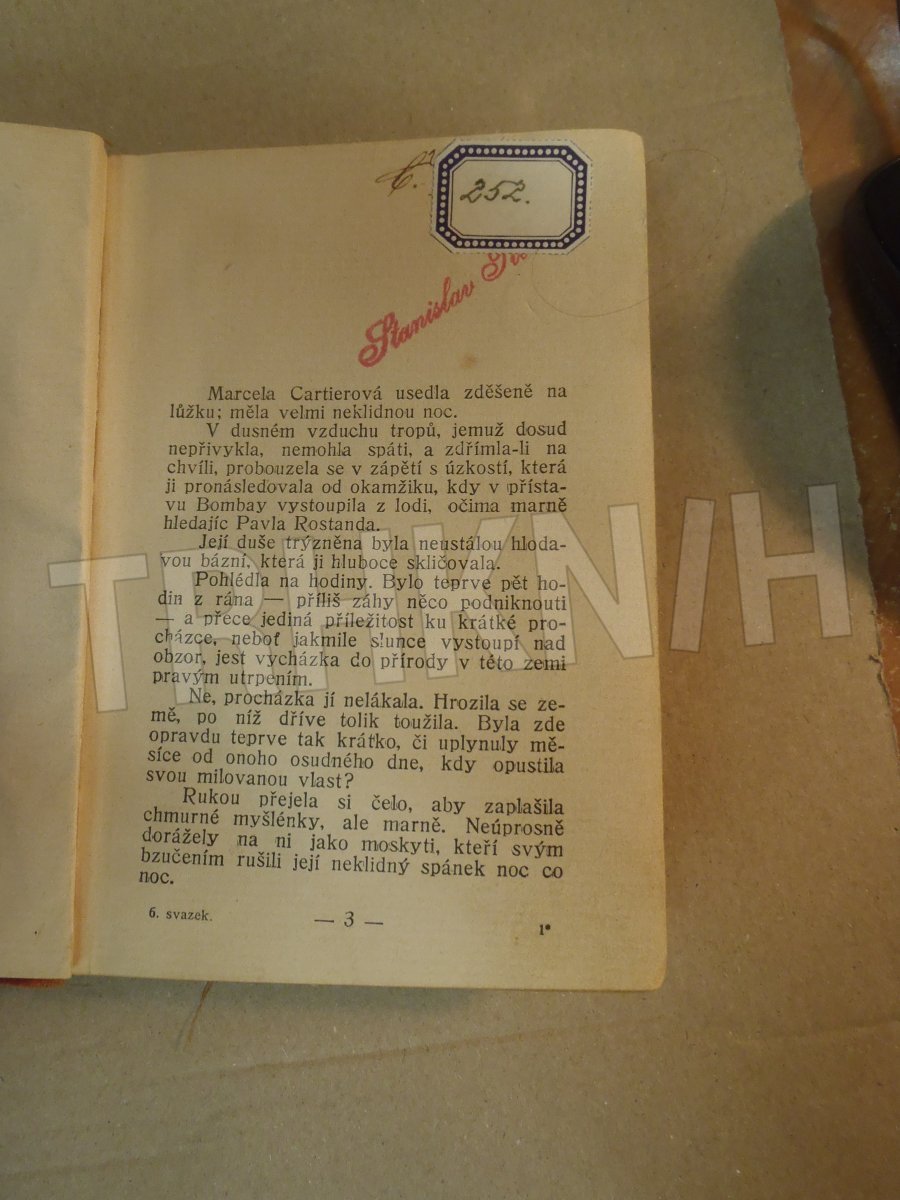 č.
252.
Stanislav
Marcela Cartierová usedla zděšeně na
lůžku; měla velmi neklidnou noc.
V dusném vzduchu tropů, jemuž dosud
nepřivykla, nemohla spáti, a zdřímla-li na
chvíli, probouzela se v zápětí s úzkostí, která
ji pronásledovala od okamžiku, kdy v přísta-
vu Bombay vystoupila z lodi, očima marně
hledajíc Pavla Rostanda.
Její duše trýzněna byla neustálou hloda-
vou bázní, která ji hluboce skličovala.
Pohlédla na hodiny. Bylo teprve pět ho-
din z rána — příliš záhy něco podniknouti
— a přece jediná příležitost ku krátké pro-
cházce, neboť jakmile slunce vystoupí nad
obzor, jest vycházka do přírody v této zemi
pravým utrpením.
Ne, procházka jí nelákala. Hrozila se ze-
mě, po níž dříve tolik toužila. Byla zde
opravdu teprve tak krátko, či uplynuly mě-
síce od onoho osudného dne, kdy opustila
svou milovanou vlast?
Rukou přejela si čelo, aby zaplašila
chmurné myšlénky, ale marně. Neúprosně
dorážely na ni jako moskyti, kteří svým
bzučením rušili její neklidný spánek noc co
noc.
6. svazek.
— 3 —
1*